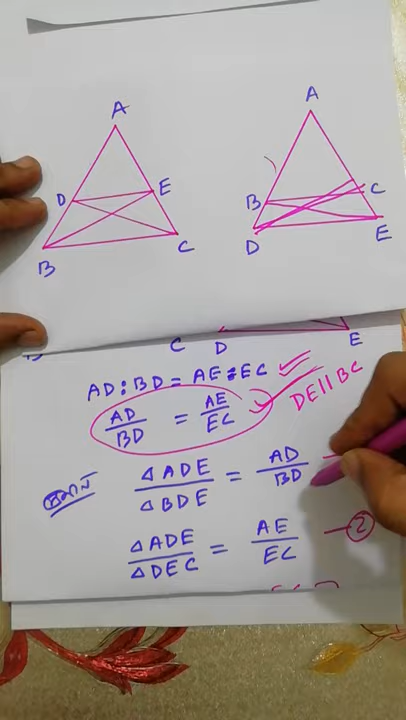 A
D E
B C
A
B C
D E
C D E
AD : BD = AE : EC
AD/BD = AE/EC
DE || BC
△ADE/△BDE = AD/BD
△ADE/△DEC = AE/EC — ②